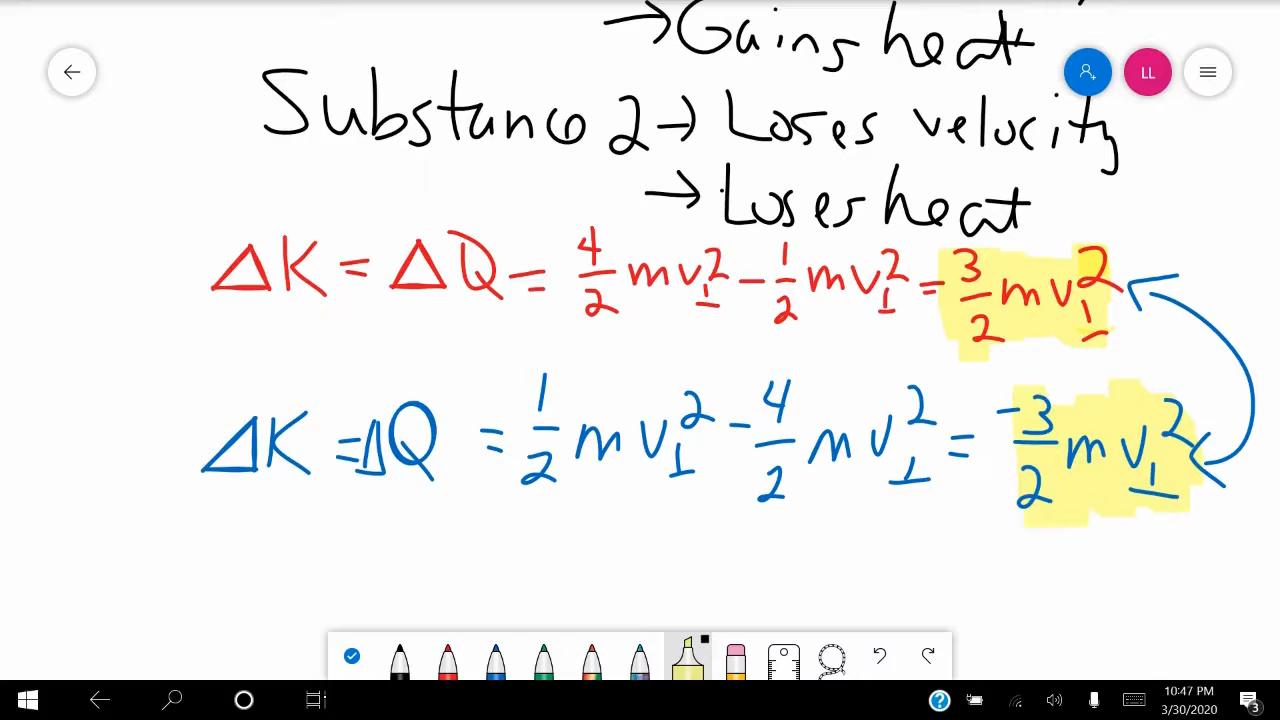 → Gains heat
LL
Substance 2 → Loses velocity
→ Loses heat
ΔK = ΔQ = 4/2 mv₁² - 1/2 mv₁² = 3/2 mv₁²
ΔK = ΔQ = 1/2 mv₁² - 4/2 mv₁² = -3/2 mv₁²
10:47 PM
3/30/2020
3